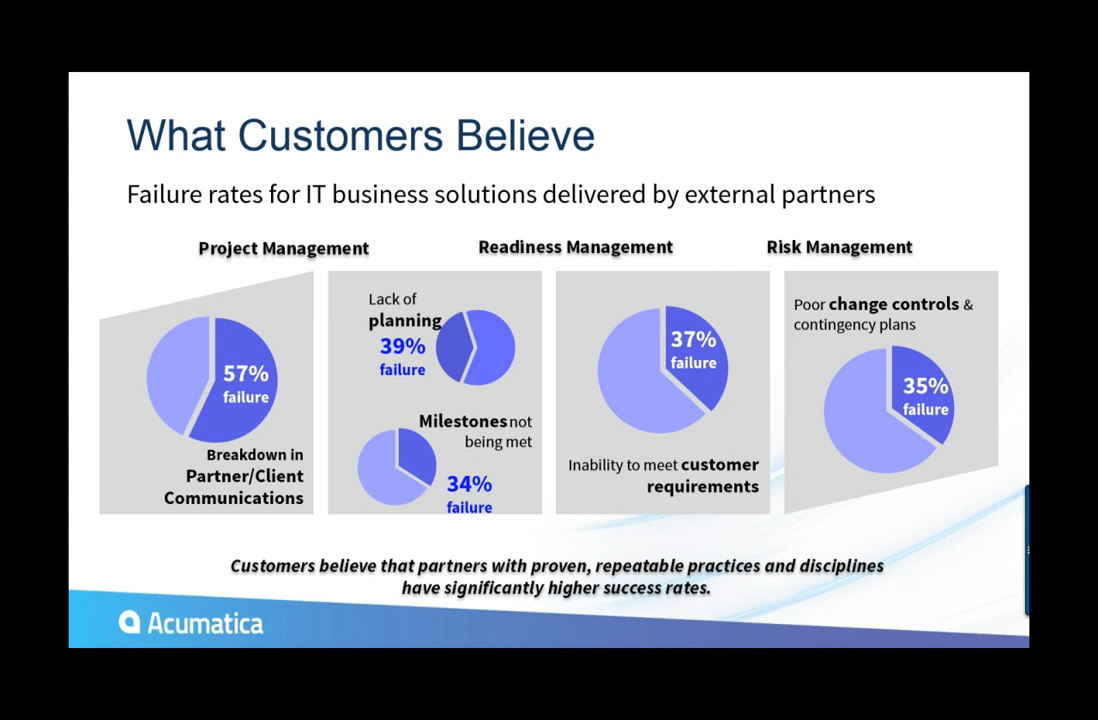 What Customers Believe
Failure rates for IT business solutions delivered by external partners
Project Management
Readiness Management
Risk Management
57%
failure
Breakdown in
Partner/Client
Communications
Lack of
planning
39%
failure
Milestones not
being met
34%
failure
37%
failure
Inability to meet customer
requirements
Poor change controls &
contingency plans
35%
failure
Customers believe that partners with proven, repeatable practices and disciplines
have significantly higher success rates.
Acumatica